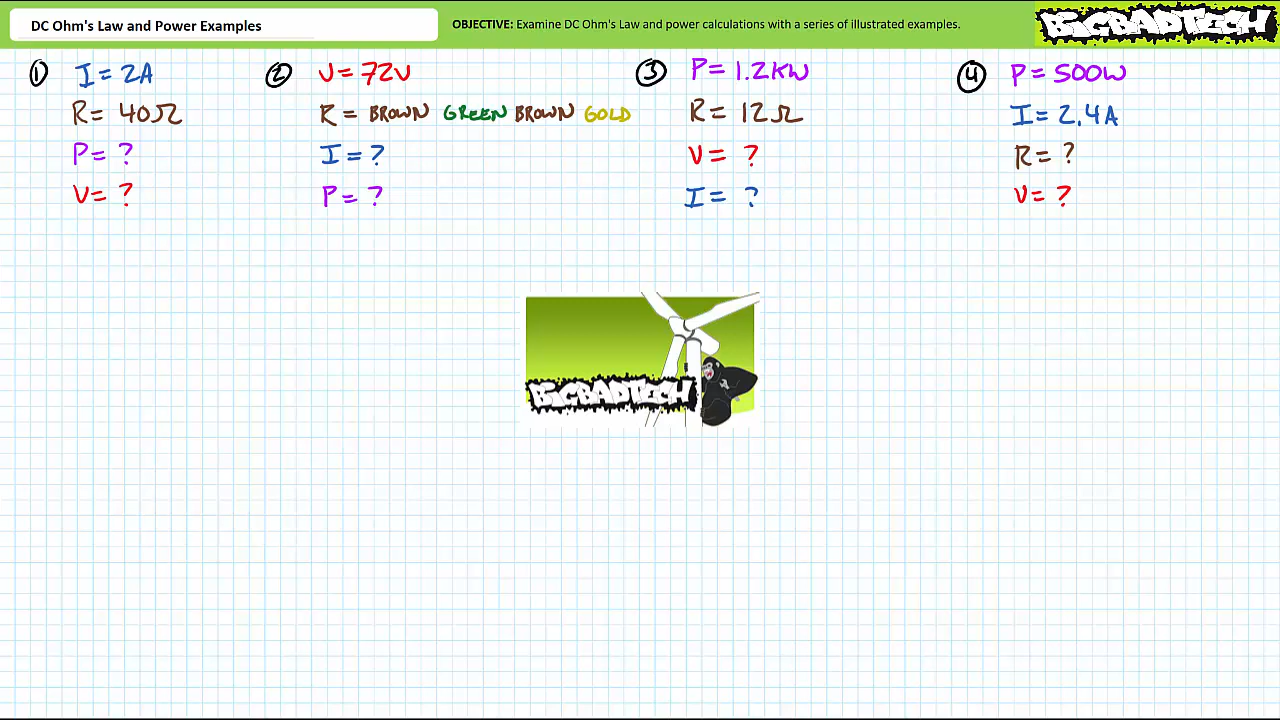 DC Ohm's Law and Power Examples
OBJECTIVE: Examine DC Ohm's Law and power calculations with a series of illustrated examples.
BIGBADTECH
① I = 2A
R = 40Ω
P = ?
V = ?
② V = 72V
R = BROWN GREEN BROWN GOLD
I = ?
P = ?
③ P = 1.2KW
R = 12Ω
V = ?
I = ?
④ P = 500W
I = 2.4A
R = ?
V = ?
BIGBADTECH